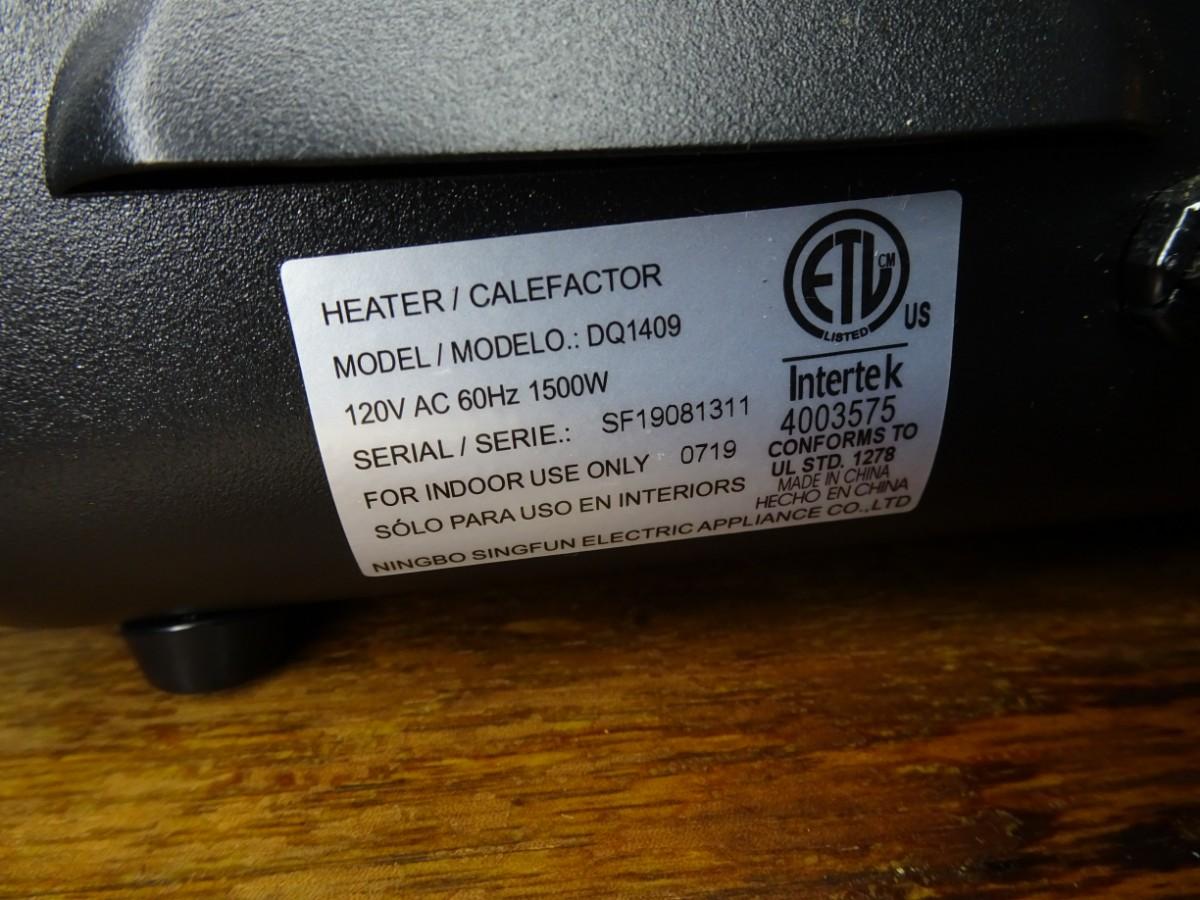 HEATER / CALEFACTOR
MODEL / MODELO.: DQ1409
120V AC 60Hz 1500W
SERIAL / SERIE.: SF19081311
FOR INDOOR USE ONLY 0719
SÓLO PARA USO EN INTERIORS
NINGBO SINGFUN ELECTRIC APPLIANCE CO.,LTD
ETL CM
LISTED
US
Intertek
4003575
CONFORMS TO
UL STD. 1278
MADE IN CHINA
HECHO EN CHINA